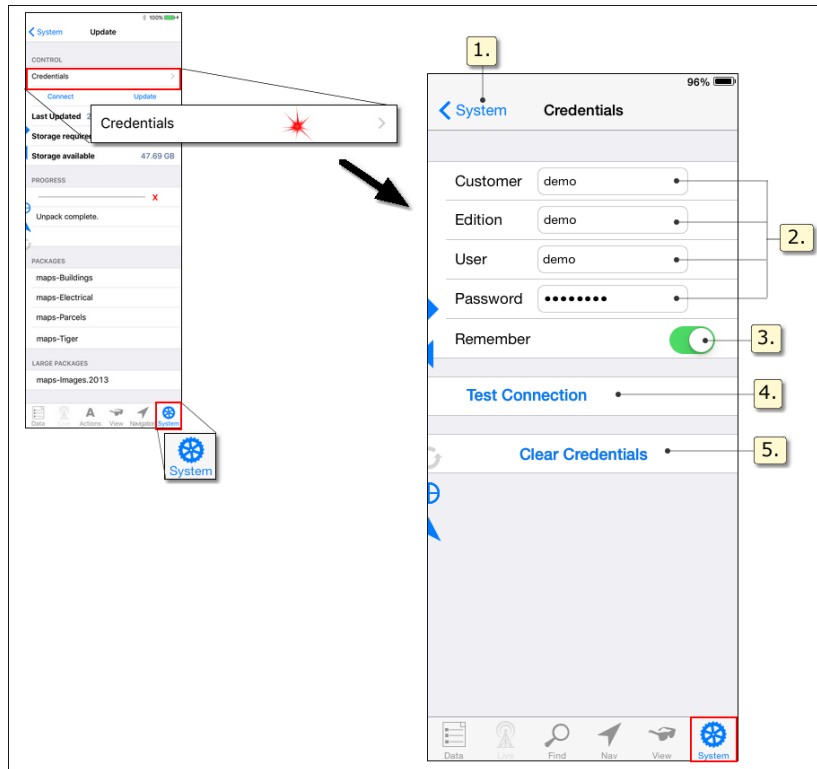 100%
System Update
CONTROL
Credentials
Connect Update
Last Updated 2
Storage required
Storage available 47.69 GB
PROGRESS
X
Unpack complete.
PACKAGES
maps-Buildings
maps-Electrical
maps-Parcels
maps-Tiger
LARGE PACKAGES
maps-Images.2013
Data Live Actions View Navigation System
System
Credentials
1.
96%
System Credentials
Customer demo
Edition demo
User demo
Password ••••••••
2.
Remember
3.
Test Connection
4.
Clear Credentials
5.
Data Live Find Nav View System